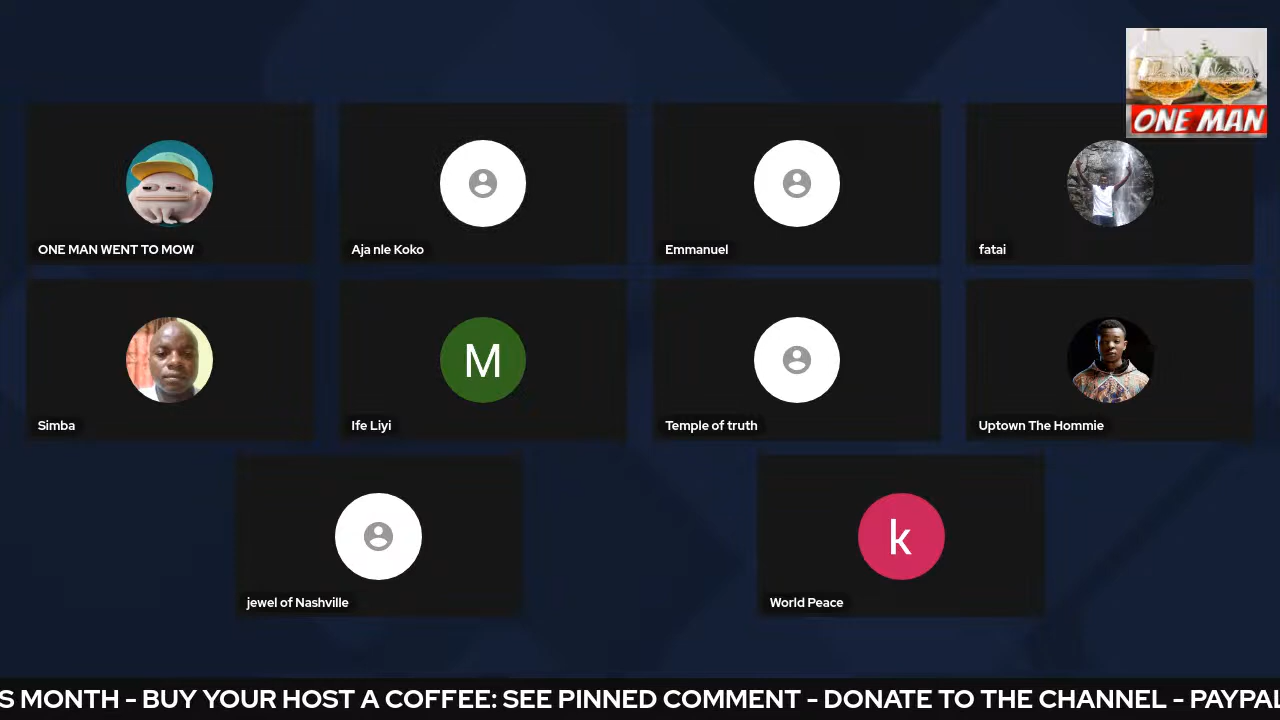 ONE MAN
ONE MAN WENT TO MOW
Aja nle Koko
Emmanuel
fatai
Simba
M
Ife Liyi
Temple of truth
Uptown The Hommie
jewel of Nashville
k
World Peace
S MONTH - BUY YOUR HOST A COFFEE: SEE PINNED COMMENT - DONATE TO THE CHANNEL - PAYPAL